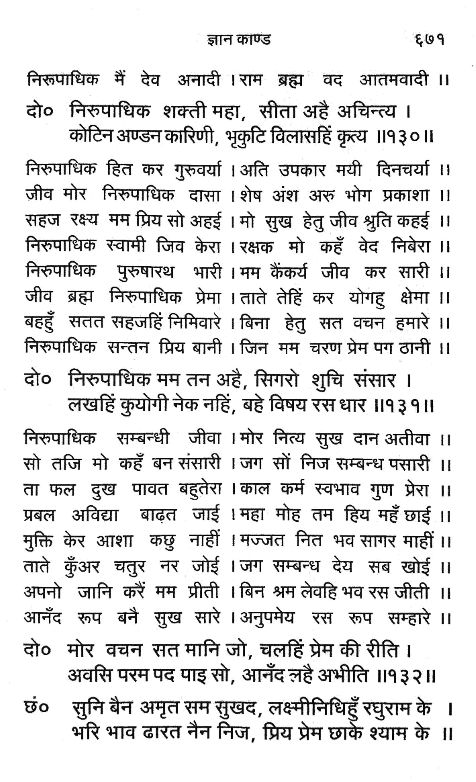 ज्ञान काण्ड ६७१
निरुपाधिक मैं देव अनादी । राम ब्रह्म वद आतमवादी ।।
दो० निरुपाधिक शक्ती महा, सीता अहै अचिन्त्य ।
कोटिन अण्डन कारिणी, भृकुटि विलासहिं कृत्य ।।१३०।।
निरुपाधिक हित कर गुरुवर्या । अति उपकार मयी दिनचर्या ।।
जीव मोर निरुपाधिक दासा । शेष अंश अरु भोग प्रकाशा ।।
सहज रक्ष्य मम प्रिय सो अहई । मो सुख हेतु जीव श्रुति कहई ।।
निरुपाधिक स्वामी जिव केरा । रक्षक मो कहँ वेद निबेरा ।।
निरुपाधिक पुरुषारथ भारी । मम कैंकर्य जीव कर सारी ।।
जीव ब्रह्म निरुपाधिक प्रेमा । ताते तेहिं कर योगहु क्षेमा ।।
बहहुँ सतत सहजहिं निमिवारे । बिना हेतु सत वचन हमारे ।।
निरुपाधिक सन्तन प्रिय बानी । जिन मम चरण प्रेम पग ठानी ।।
दो० निरुपाधिक मम तन अहै, सिगरो शुचि संसार ।
लखहिं कुयोगी नेक नहिं, बहे विषय रस धार ।।१३१।।
निरुपाधिक सम्बन्धी जीवा । मोर नित्य सुख दान अतीवा ।।
सो तजि मो कहँ बन संसारी । जग सों निज सम्बन्ध पसारी ।।
ता फल दुख पावत बहुतेरा । काल कर्म स्वभाव गुण प्रेरा ।।
प्रबल अविद्या बाढ़त जाई । महा मोह तम हिय महँ छाई ।।
मुक्ति केर आशा कछु नाहीं । मज्जत नित भव सागर माहीं ।।
ताते कुँअर चतुर नर जोई । जग सम्बन्ध देय सब खोई ।।
अपनो जानि करैं मम प्रीती । बिन श्रम लेवहि भव रस जीती ।।
आनँद रूप बनै सुख सारे । अनुपमेय रस रूप सम्हारे ।।
दो० मोर वचन सत मानि जो, चलहिं प्रेम की रीति ।
अवसि परम पद पाइ सो, आनँद लहै अभीति ।।१३२।।
छं० सुनि बैन अमृत सम सुखद, लक्ष्मीनिधिहुँ रघुराम के ।
भरि भाव ढारत नैन निज, प्रिय प्रेम छाके श्याम के ।।